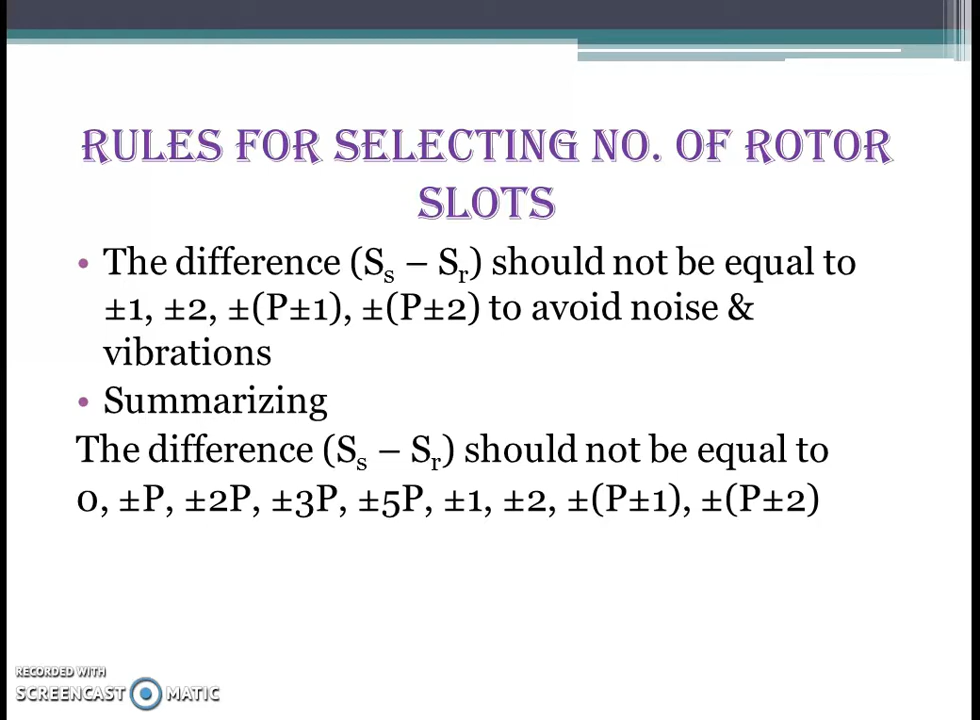 RULES FOR SELECTING NO. OF ROTOR
SLOTS
• The difference (Sₛ – Sᵣ) should not be equal to
±1, ±2, ±(P±1), ±(P±2) to avoid noise &
vibrations
• Summarizing
The difference (Sₛ – Sᵣ) should not be equal to
0, ±P, ±2P, ±3P, ±5P, ±1, ±2, ±(P±1), ±(P±2)
RECORDED WITH
SCREENCAST MATIC